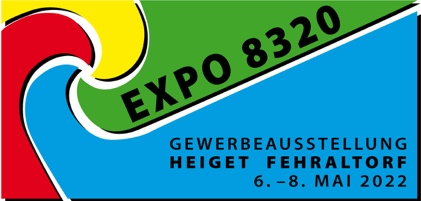 EXPO 8320
GEWERBEAUSSTELLUNG
HEIGET FEHRALTORF
6.–8. MAI 2022